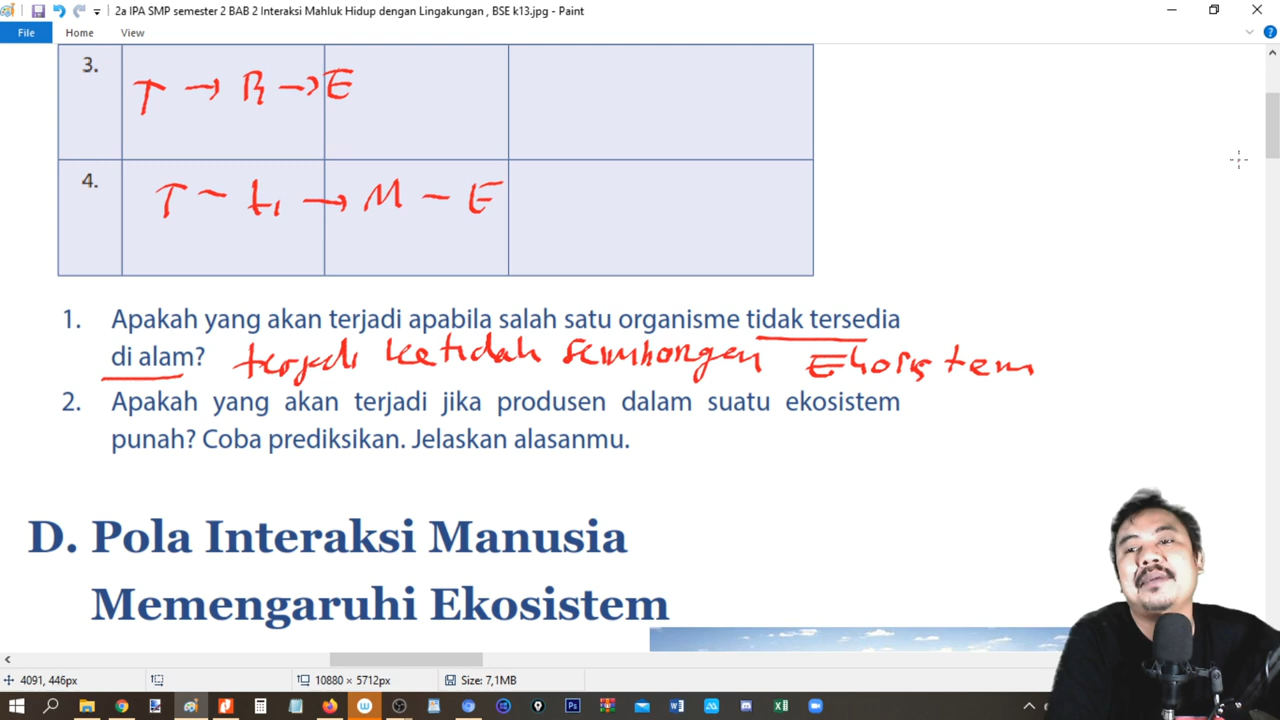 2a IPA SMP semester 2 BAB 2 Interaksi Mahluk Hidup dengan Lingakungan , BSE k13.jpg - Paint
File Home View
3.
T → B → E
4.
T ~ t, → M ~ E
1. Apakah yang akan terjadi apabila salah satu organisme tidak tersedia
di alam? terjadi ketidak seimbangan Ekosistem
2. Apakah yang akan terjadi jika produsen dalam suatu ekosistem
punah? Coba prediksikan. Jelaskan alasanmu.
D. Pola Interaksi Manusia
Memengaruhi Ekosistem
4091, 446px 10880 × 5712px Size: 7,1MB